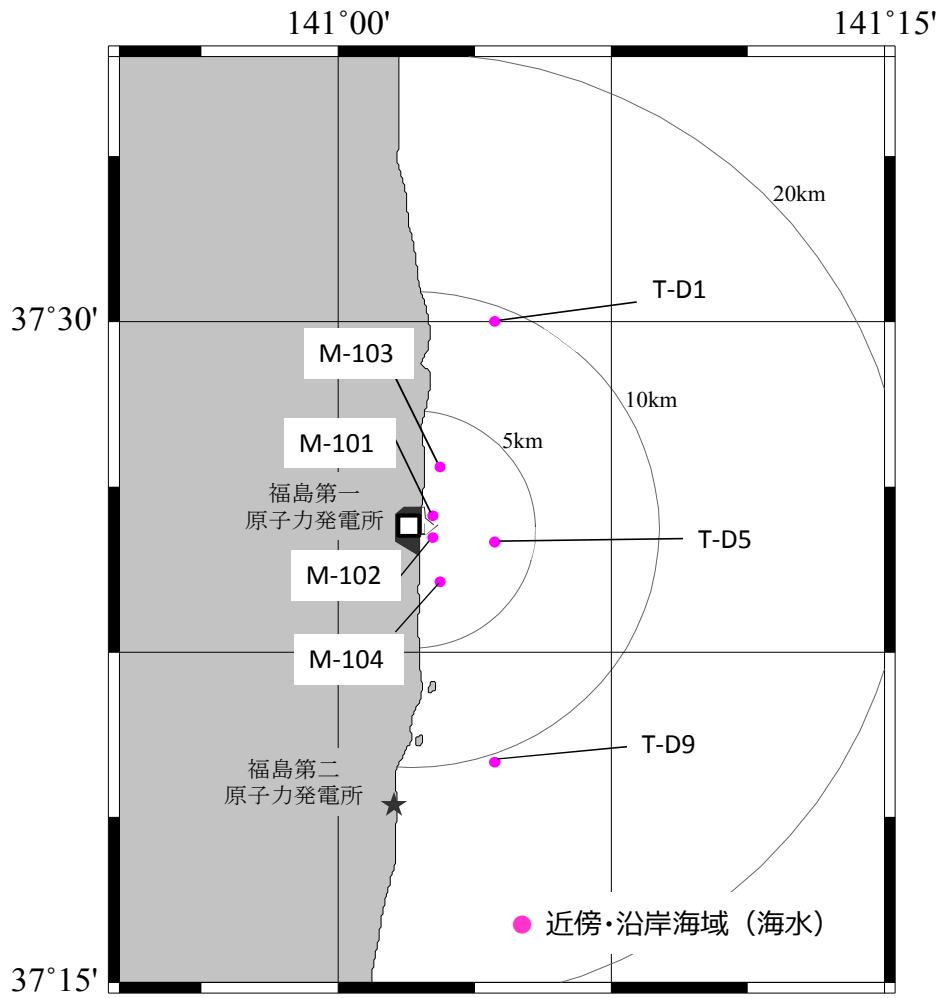 141°00'
141°15'
20km
T-D1
37°30'
M-103
10km
M-101
5km
福島第一
原子力発電所
T-D5
M-102
M-104
T-D9
福島第二
原子力発電所
近傍・沿岸海域（海水）
37°15'